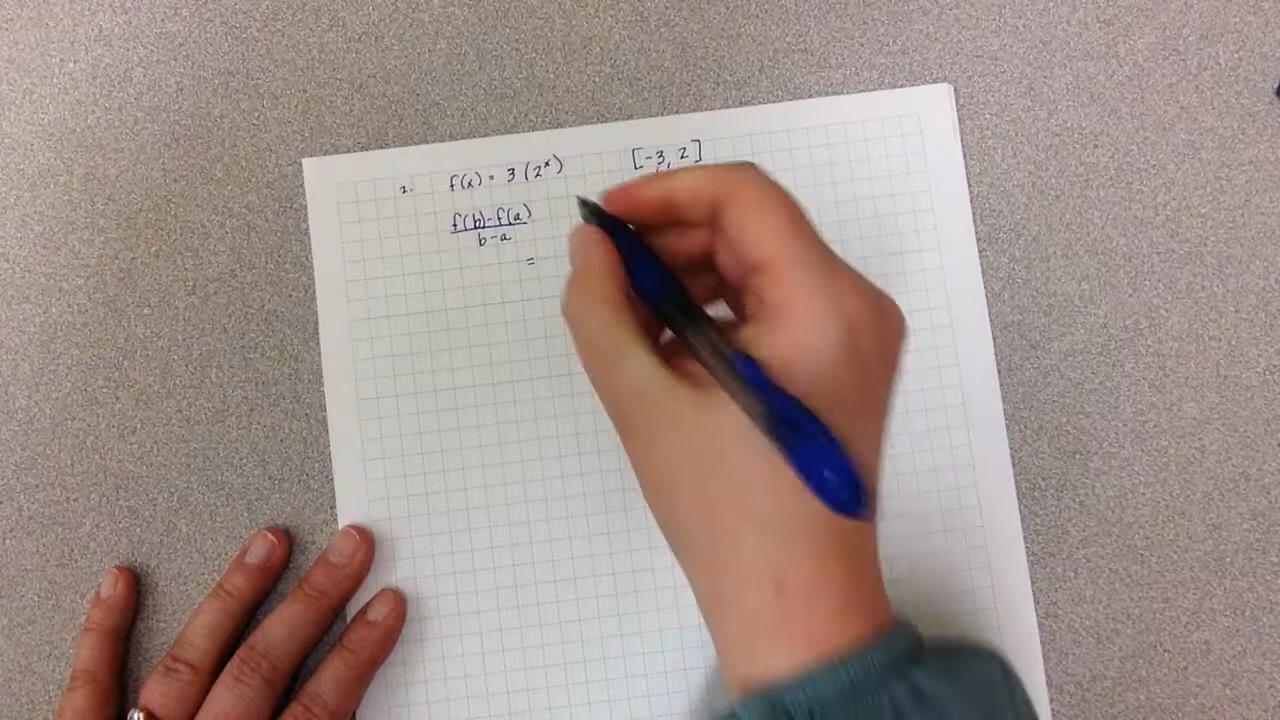 2. f(x) = 3(2^x) [-3, 2]
f(b)-f(a)
b-a
=